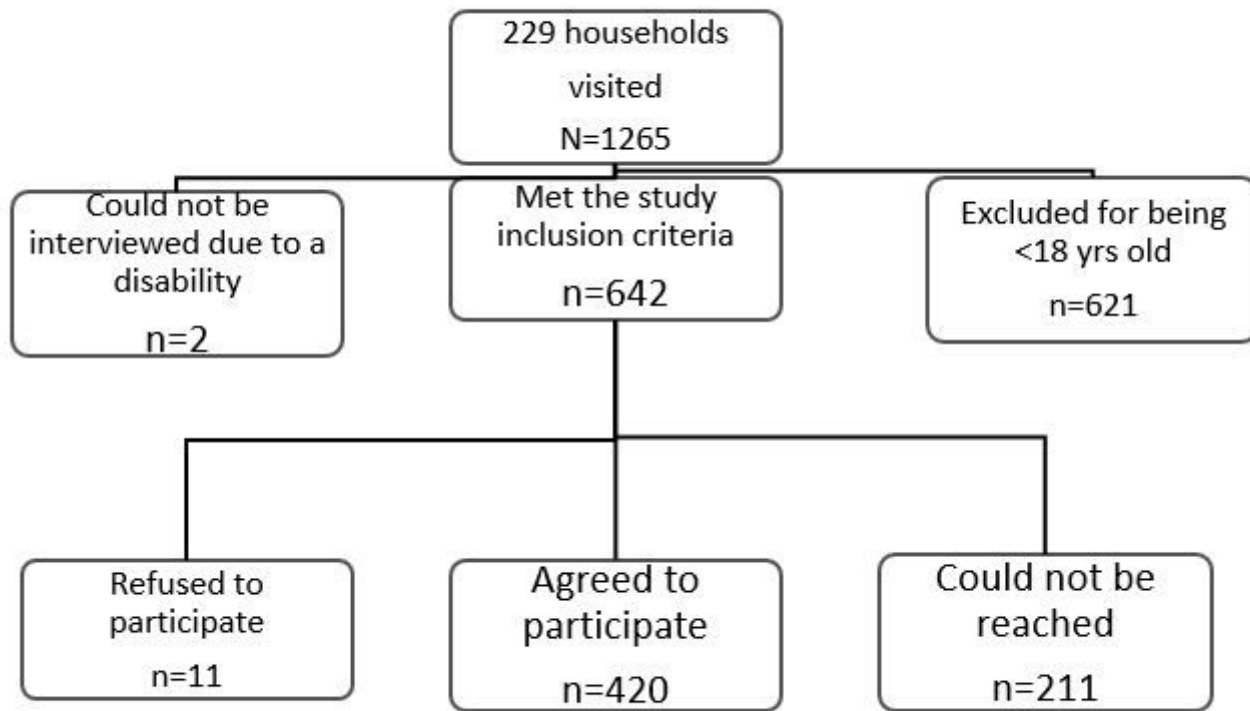 229 households
visited
N=1265
Could not be
interviewed due to a
disability
n=2
Met the study
inclusion criteria
n=642
Excluded for being
<18 yrs old
n=621
Refused to
participate
n=11
Agreed to
participate
n=420
Could not be
reached
n=211